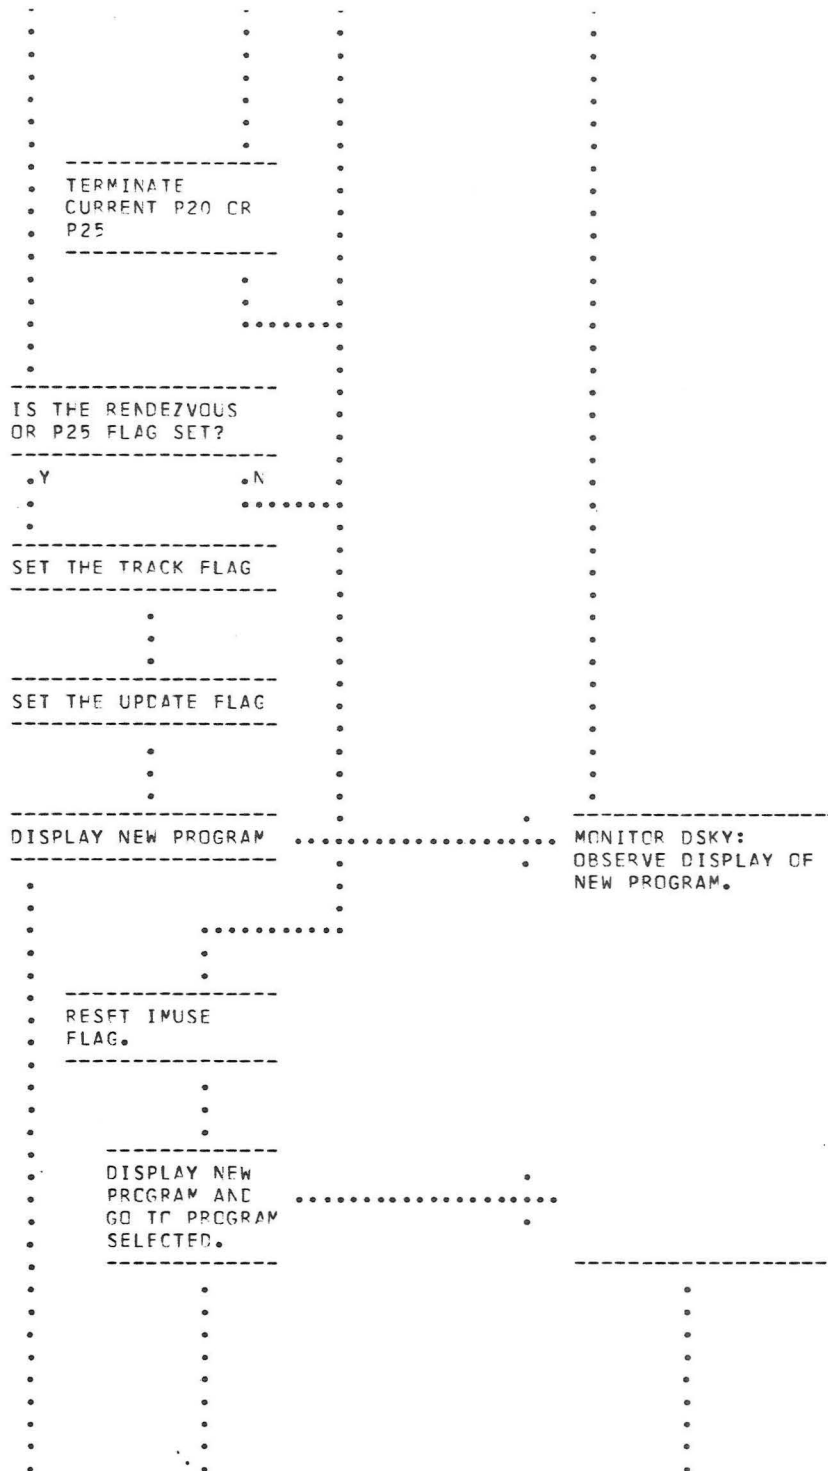 TERMINATE
CURRENT P20 OR
P25
IS THE RENDEZVOUS
OR P25 FLAG SET?
Y N
SET THE TRACK FLAG
SET THE UPDATE FLAG
DISPLAY NEW PROGRAM
MONITOR DSKY:
OBSERVE DISPLAY OF
NEW PROGRAM.
RESET IMUSE
FLAG.
DISPLAY NEW
PROGRAM AND
GO TO PROGRAM
SELECTED.